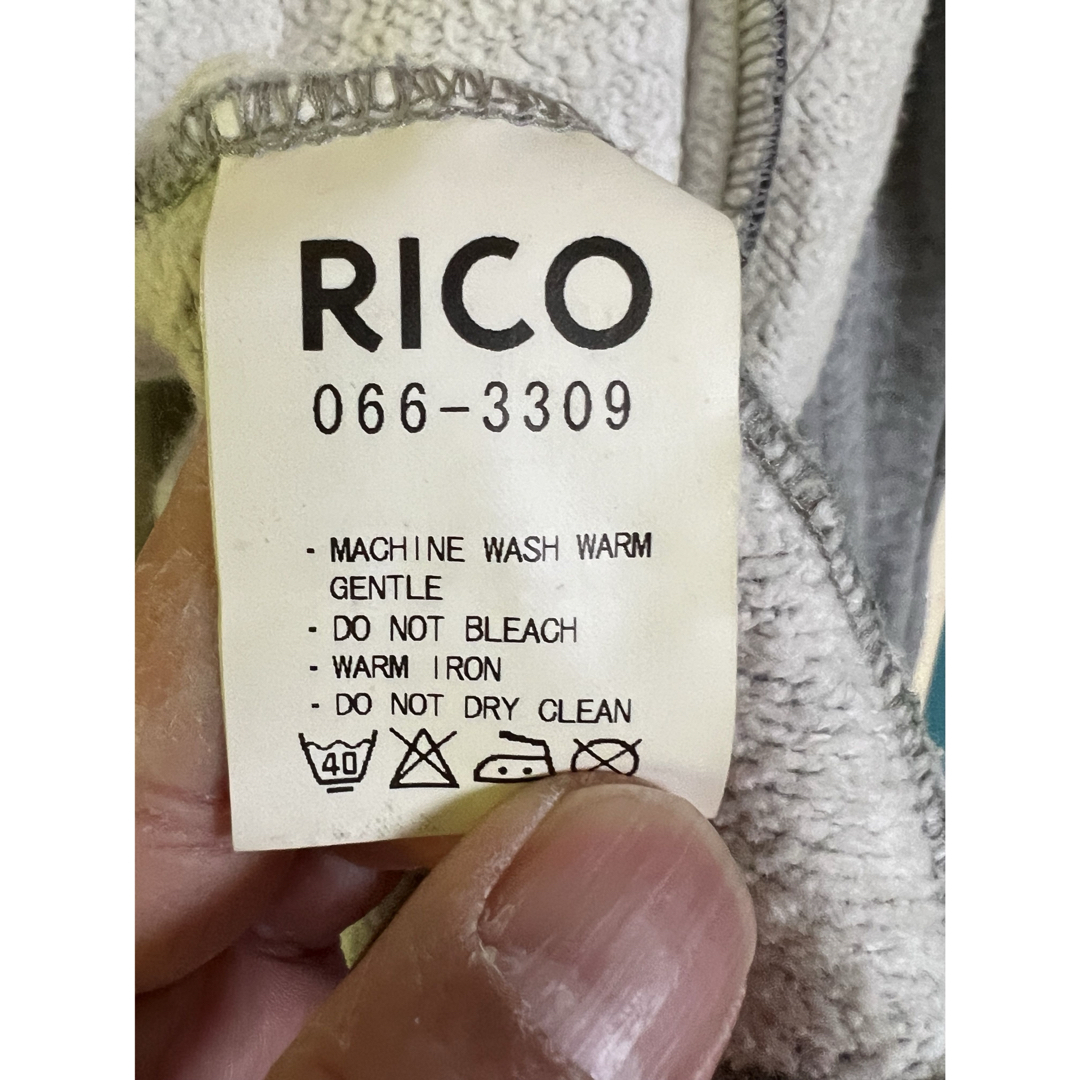 RICO
066-3309
- MACHINE WASH WARM
GENTLE
- DO NOT BLEACH
- WARM IRON
- DO NOT DRY CLEAN
40